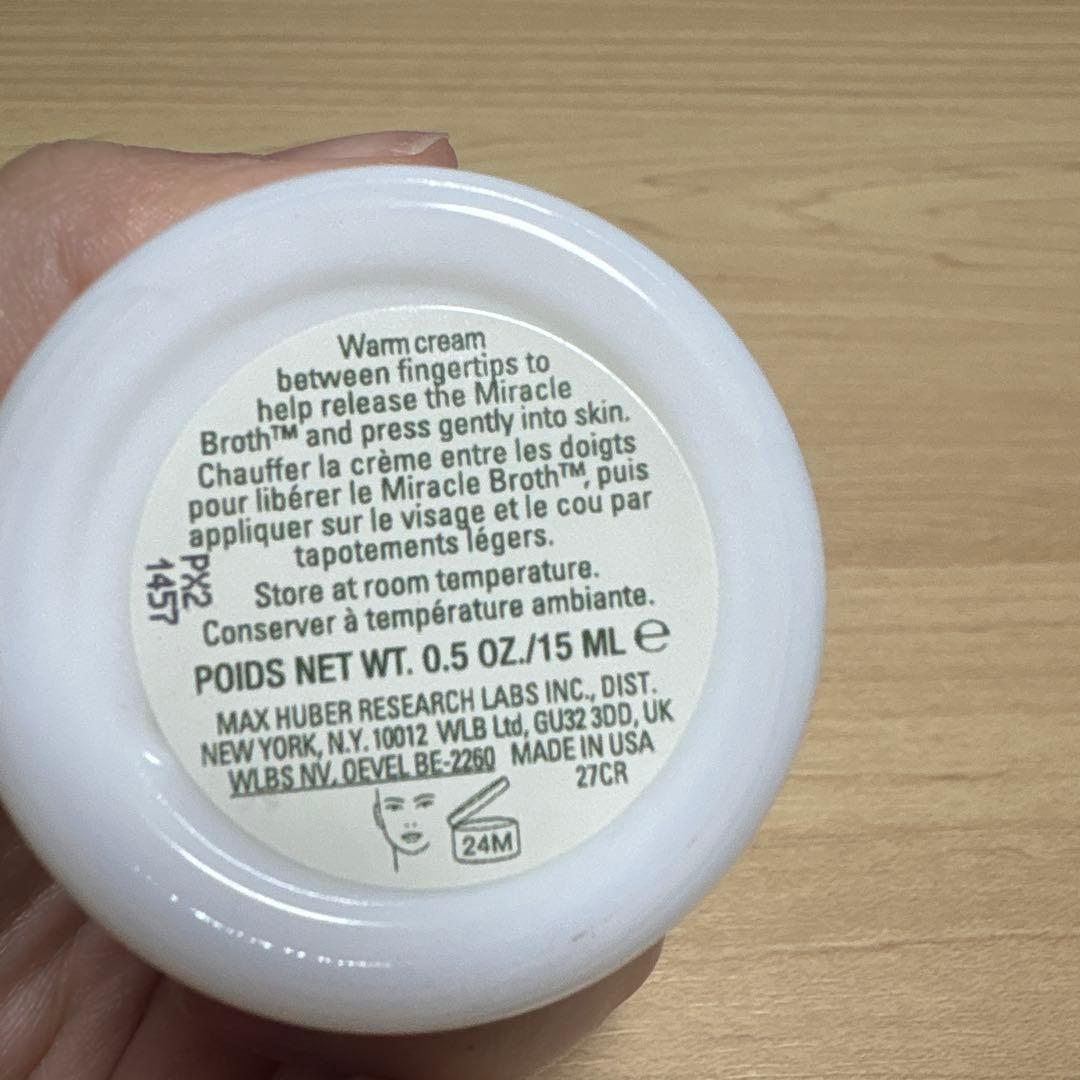 Warm cream
between fingertips to
help release the Miracle
Broth™ and press gently into skin.
Chauffer la crème entre les doigts
pour libérer le Miracle Broth™, puis
appliquer sur le visage et le cou par
tapotements légers.
Store at room temperature.
Conserver à température ambiante.
POIDS NET WT. 0.5 OZ./15 ML ℮
MAX HUBER RESEARCH LABS INC., DIST.
NEW YORK, N.Y. 10012 WLB Ltd, GU32 3DD, UK
WLBS NV, OEVEL BE-2260 MADE IN USA
27CR
24M
PX2
1457